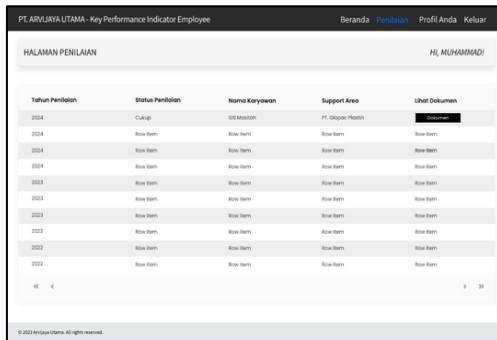 PT. ARVIJAYA UTAMA - Key Performance Indicator Employee Beranda Penilaian Profil Anda Keluar
HALAMAN PENILAIAN HI, MUHAMMAD!
Tahun Penilaian Status Penilaian Nama Karyawan Support Area Lihat Dokumen
2024 Cukup Siti Masitoh PT. Glopac Plastin Dokumen
2024 Row item Row item Row item Row item
2024 Row item Row item Row item Row item
2024 Row item Row item Row item Row item
2023 Row item Row item Row item Row item
2023 Row item Row item Row item Row item
2023 Row item Row item Row item Row item
2022 Row item Row item Row item Row item
2022 Row item Row item Row item Row item
2022 Row item Row item Row item Row item
© 2023 Arvijaya Utama. All rights reserved.